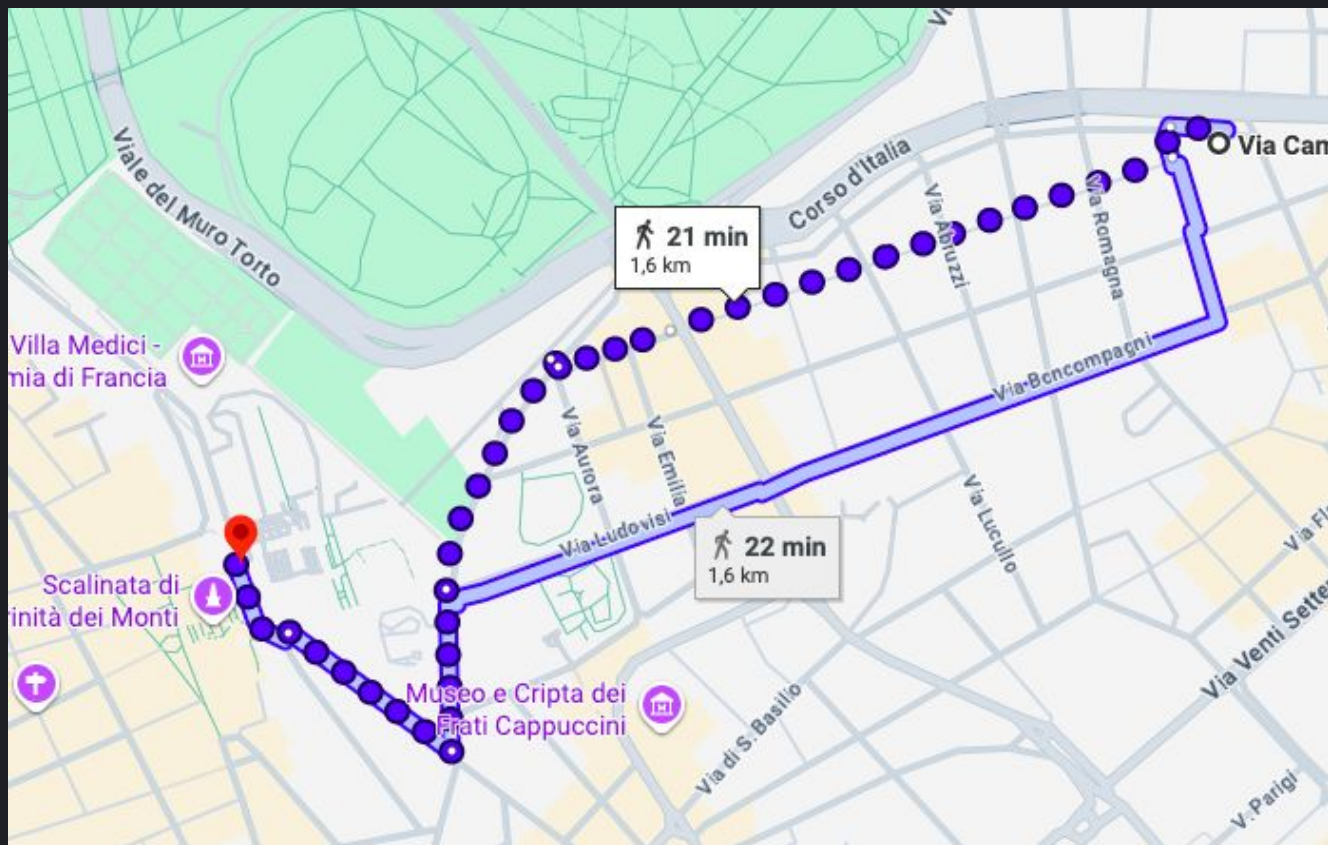 Viale del Muro Torto
Corso d'Italia
Via Cam
21 min
1,6 km
Via Abruzzi
Via Romagna
Villa Medici -
mia di Francia
Via Boncompagni
Via Aurora
Via Emilia
Via Ludovisi
22 min
1,6 km
Via Lucullo
Via Fl
Scalinata di
rinità dei Monti
Museo e Cripta dei
Frati Cappuccini
Via Venti Sette
Via di S. Basilio
V. Parigi